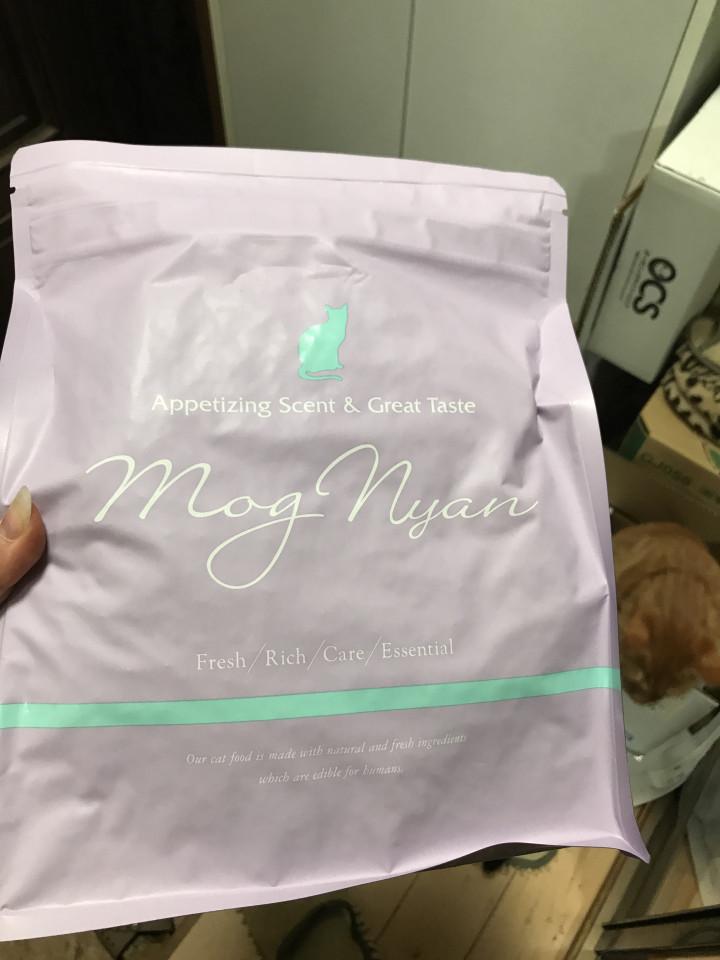 Appetizing Scent & Great Taste
Mog Nyan
Fresh/Rich/Care/Essential
Our cat food is made with natural and fresh ingredients
which are edible for humans.
OCS